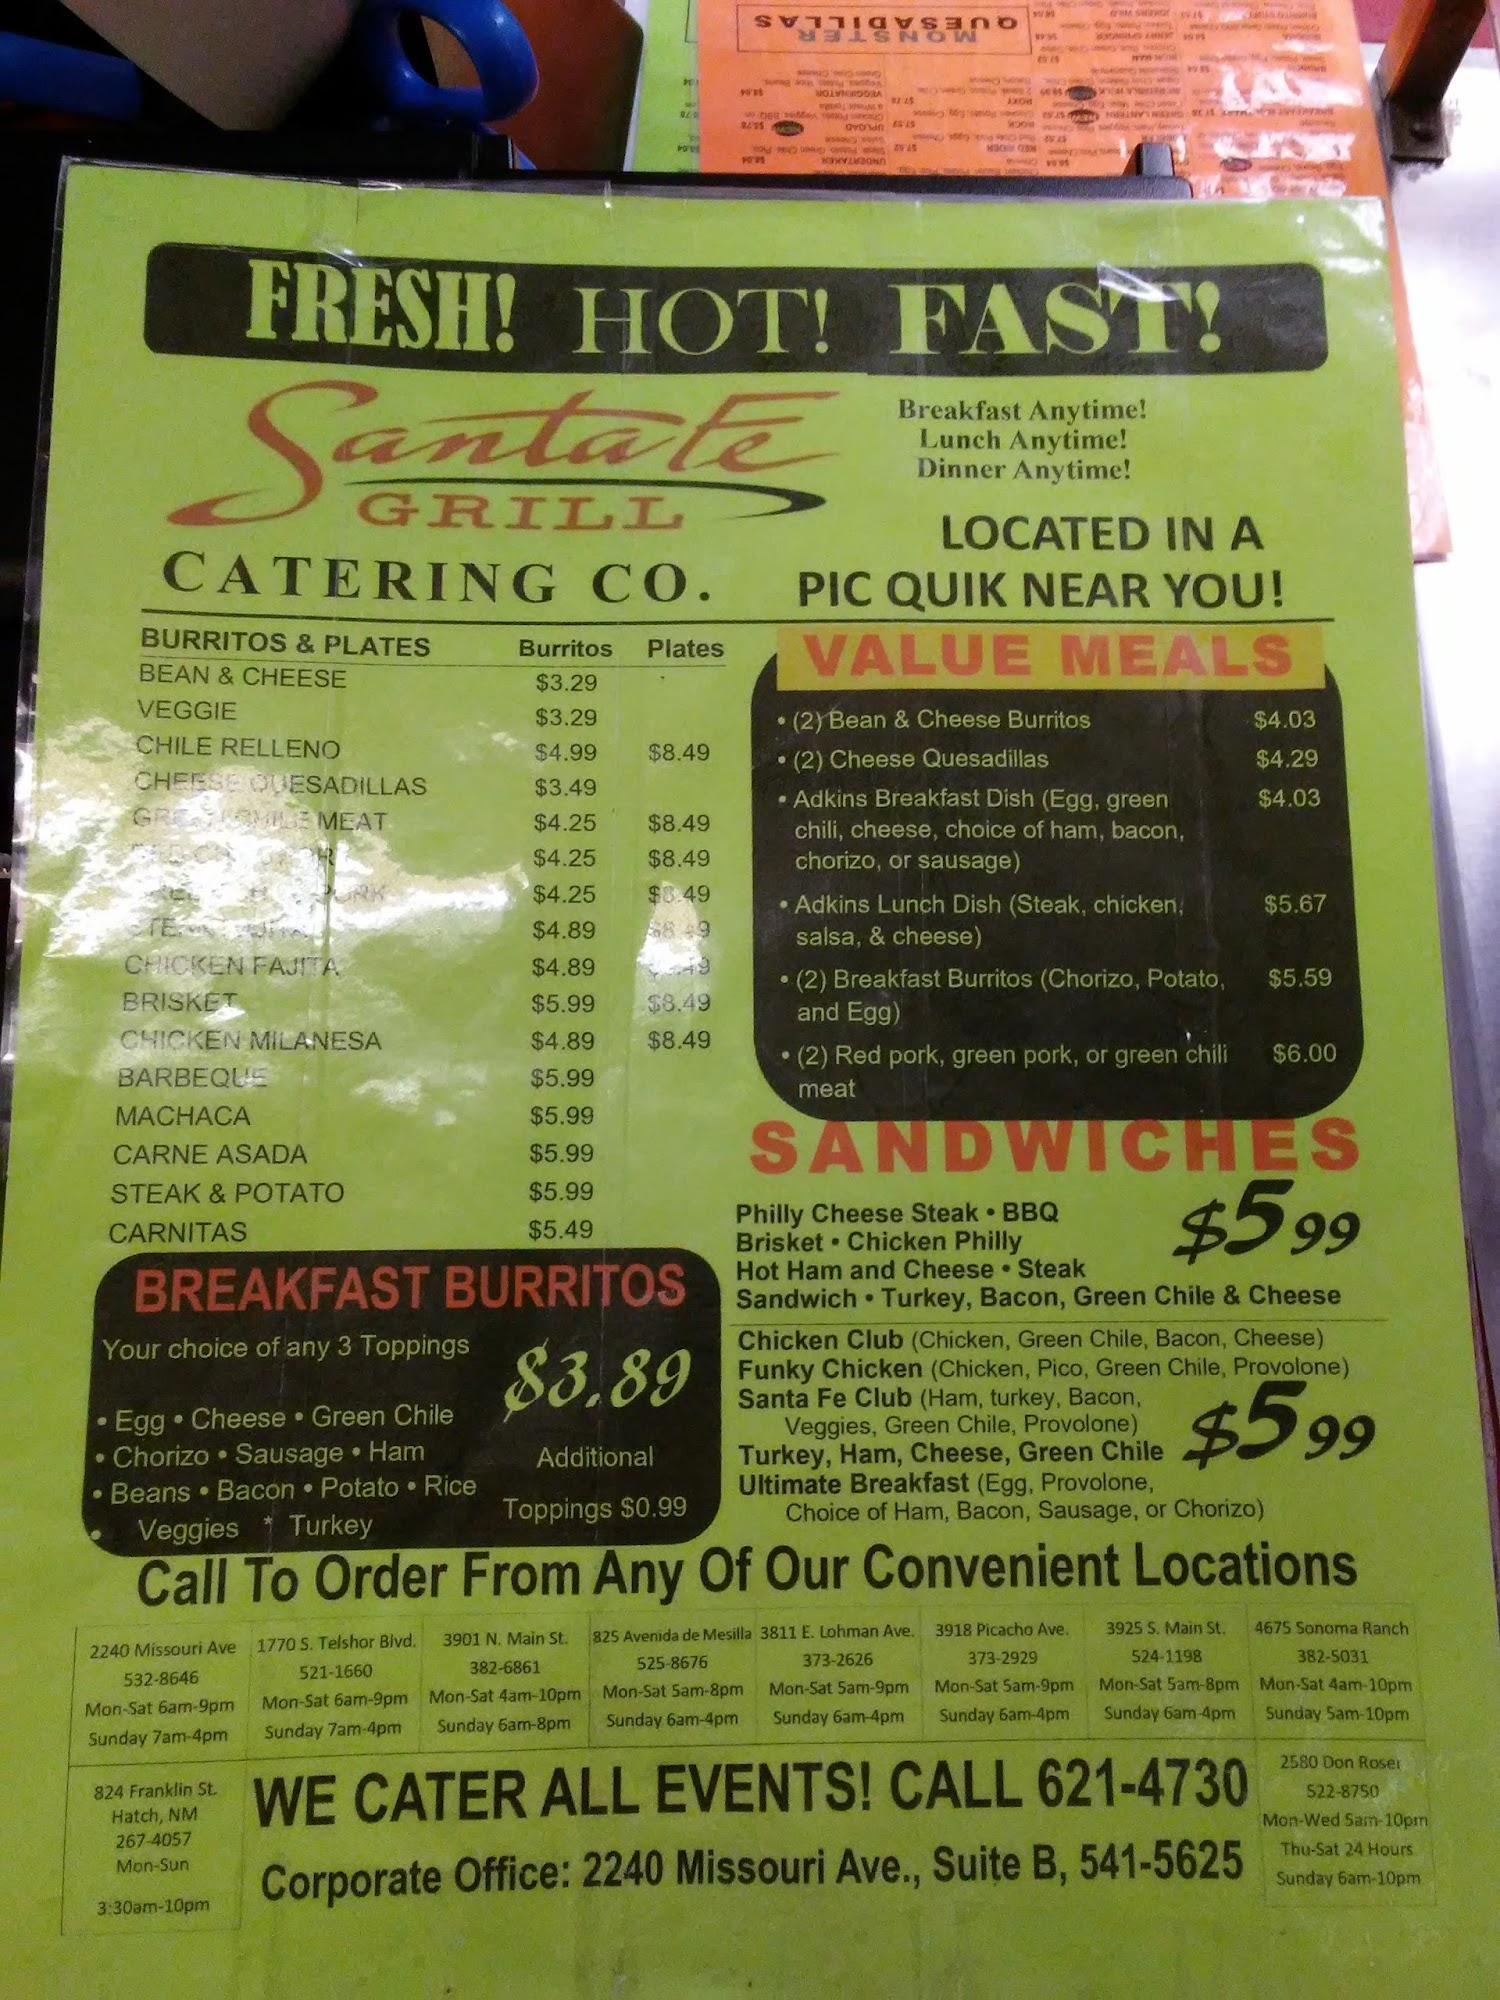 MONSTER
QUESADILLAS
FRESH! HOT! FAST!
Santa Fe
GRILL
CATERING CO.
Breakfast Anytime!
Lunch Anytime!
Dinner Anytime!
LOCATED IN A
PIC QUIK NEAR YOU!
BURRITOS & PLATES Burritos Plates
BEAN & CHEESE $3.29
VEGGIE $3.29
CHILE RELLENO $4.99 $8.49
CHEESE QUESADILLAS $3.49
GREEN CHILE MEAT $4.25 $8.49
$4.25 $8.49
PORK $4.25 $8.49
STEAK FAJITA $4.89 $8.49
CHICKEN FAJITA $4.89 $8.49
BRISKET $5.99 $8.49
CHICKEN MILANESA $4.89 $8.49
BARBEQUE $5.99
MACHACA $5.99
CARNE ASADA $5.99
STEAK & POTATO $5.99
CARNITAS $5.49
BREAKFAST BURRITOS
Your choice of any 3 Toppings
$3.89
• Egg • Cheese • Green Chile
• Chorizo • Sausage • Ham
• Beans • Bacon • Potato • Rice
• Veggies * Turkey
Additional
Toppings $0.99
VALUE MEALS
• (2) Bean & Cheese Burritos $4.03
• (2) Cheese Quesadillas $4.29
• Adkins Breakfast Dish (Egg, green $4.03
chili, cheese, choice of ham, bacon,
chorizo, or sausage)
• Adkins Lunch Dish (Steak, chicken, $5.67
salsa, & cheese)
• (2) Breakfast Burritos (Chorizo, Potato, $5.59
and Egg)
• (2) Red pork, green pork, or green chili $6.00
meat
SANDWICHES
Philly Cheese Steak • BBQ
Brisket • Chicken Philly
Hot Ham and Cheese • Steak
Sandwich • Turkey, Bacon, Green Chile & Cheese
$5 99
Chicken Club (Chicken, Green Chile, Bacon, Cheese)
Funky Chicken (Chicken, Pico, Green Chile, Provolone)
Santa Fe Club (Ham, turkey, Bacon,
Veggies, Green Chile, Provolone)
Turkey, Ham, Cheese, Green Chile
Ultimate Breakfast (Egg, Provolone,
Choice of Ham, Bacon, Sausage, or Chorizo)
$5 99
Call To Order From Any Of Our Convenient Locations
2240 Missouri Ave
532-8646
Mon-Sat 6am-9pm
Sunday 7am-4pm
1770 S. Telshor Blvd.
521-1660
Mon-Sat 6am-9pm
Sunday 7am-4pm
3901 N. Main St.
382-6861
Mon-Sat 4am-10pm
Sunday 6am-8pm
825 Avenida de Mesilla
525-8676
Mon-Sat 5am-8pm
Sunday 6am-4pm
3811 E. Lohman Ave.
373-2626
Mon-Sat 5am-9pm
Sunday 6am-4pm
3918 Picacho Ave.
373-2929
Mon-Sat 5am-9pm
Sunday 6am-4pm
3925 S. Main St.
524-1198
Mon-Sat 5am-8pm
Sunday 6am-4pm
4675 Sonoma Ranch
382-5031
Mon-Sat 4am-10pm
Sunday 5am-10pm
824 Franklin St.
Hatch, NM
267-4057
Mon-Sun
3:30am-10pm
WE CATER ALL EVENTS! CALL 621-4730
Corporate Office: 2240 Missouri Ave., Suite B, 541-5625
2580 Don Roser
522-8750
Mon-Wed 5am-10pm
Thu-Sat 24 Hours
Sunday 6am-10pm